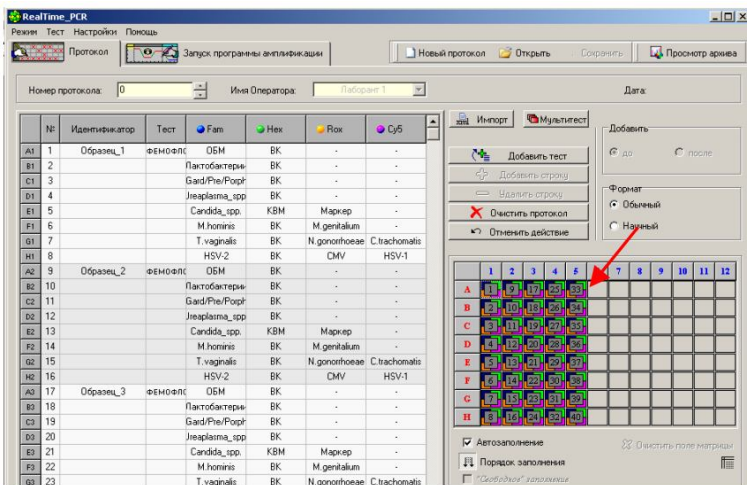 RealTime_PCR
Режим Тест Настройки Помощь
Протокол Запуск программы амплификации Новый протокол Открыть Сохранить Просмотр архива
Номер протокола: 0 Имя Оператора: Лаборант 1 Дата:
Импорт Мультитест
Добавить
до после
Добавить тест
Добавить строку
Удалить строку
Очистить протокол
Отменить действие
Формат
Обычный
Научный
№ Идентификатор Тест Fam Hex Rox Cy5
A1 1 Образец_1 ФЕМОФЛО ОБМ ВК - -
B1 2 Лактобактерии ВК - -
C1 3 Gard/Pre/Porph ВК - -
D1 4 Ureaplasma_spp ВК - -
E1 5 Candida_spp. КВМ Маркер -
F1 6 M.hominis ВК M.genitalium -
G1 7 T.vaginalis ВК N.gonorrhoeae C.trachomatis
H1 8 HSV-2 ВК CMV HSV-1
A2 9 Образец_2 ФЕМОФЛО ОБМ ВК - -
B2 10 Лактобактерии ВК - -
C2 11 Gard/Pre/Porph ВК - -
D2 12 Ureaplasma_spp ВК - -
E2 13 Candida_spp. КВМ Маркер -
F2 14 M.hominis ВК M.genitalium -
G2 15 T.vaginalis ВК N.gonorrhoeae C.trachomatis
H2 16 HSV-2 ВК CMV HSV-1
A3 17 Образец_3 ФЕМОФЛО ОБМ ВК - -
B3 18 Лактобактерии ВК - -
C3 19 Gard/Pre/Porph ВК - -
D3 20 Ureaplasma_spp ВК - -
E3 21 Candida_spp. КВМ Маркер -
F3 22 M.hominis ВК M.genitalium -
G3 23 T.vaginalis ВК N.gonorrhoeae C.trachomatis
1 2 3 4 5 7 8 9 10 11 12
A 1 9 17 25 33
B 2 10 18 26 34
C 3 11 19 27 35
D 4 12 20 28 36
E 5 13 21 29 37
F 6 14 22 30 38
G 7 15 23 31 39
H 8 16 24 32 40
Автозаполнение Очистить поле матрицы
Порядок заполнения
"Свободное" заполнение